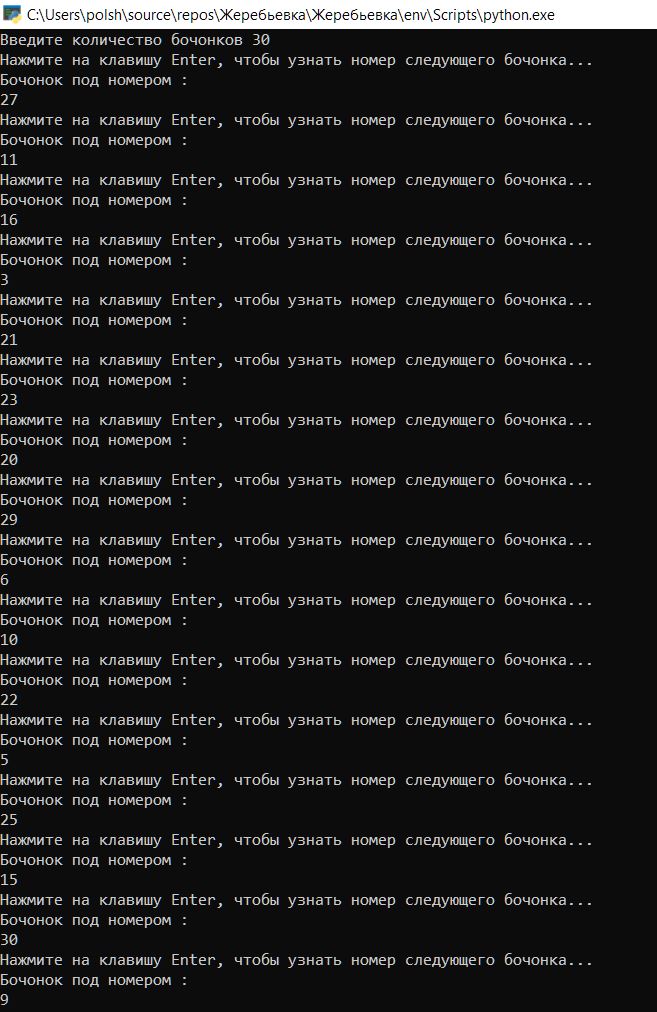 C:\Users\polsh\source\repos\Жеребьевка\Жеребьевка\env\Scripts\python.exe
Введите количество бочонков 30
Нажмите на клавишу Enter, чтобы узнать номер следующего бочонка...
Бочонок под номером :
27
Нажмите на клавишу Enter, чтобы узнать номер следующего бочонка...
Бочонок под номером :
11
Нажмите на клавишу Enter, чтобы узнать номер следующего бочонка...
Бочонок под номером :
16
Нажмите на клавишу Enter, чтобы узнать номер следующего бочонка...
Бочонок под номером :
3
Нажмите на клавишу Enter, чтобы узнать номер следующего бочонка...
Бочонок под номером :
21
Нажмите на клавишу Enter, чтобы узнать номер следующего бочонка...
Бочонок под номером :
23
Нажмите на клавишу Enter, чтобы узнать номер следующего бочонка...
Бочонок под номером :
20
Нажмите на клавишу Enter, чтобы узнать номер следующего бочонка...
Бочонок под номером :
29
Нажмите на клавишу Enter, чтобы узнать номер следующего бочонка...
Бочонок под номером :
6
Нажмите на клавишу Enter, чтобы узнать номер следующего бочонка...
Бочонок под номером :
10
Нажмите на клавишу Enter, чтобы узнать номер следующего бочонка...
Бочонок под номером :
22
Нажмите на клавишу Enter, чтобы узнать номер следующего бочонка...
Бочонок под номером :
5
Нажмите на клавишу Enter, чтобы узнать номер следующего бочонка...
Бочонок под номером :
25
Нажмите на клавишу Enter, чтобы узнать номер следующего бочонка...
Бочонок под номером :
15
Нажмите на клавишу Enter, чтобы узнать номер следующего бочонка...
Бочонок под номером :
30
Нажмите на клавишу Enter, чтобы узнать номер следующего бочонка...
Бочонок под номером :
9